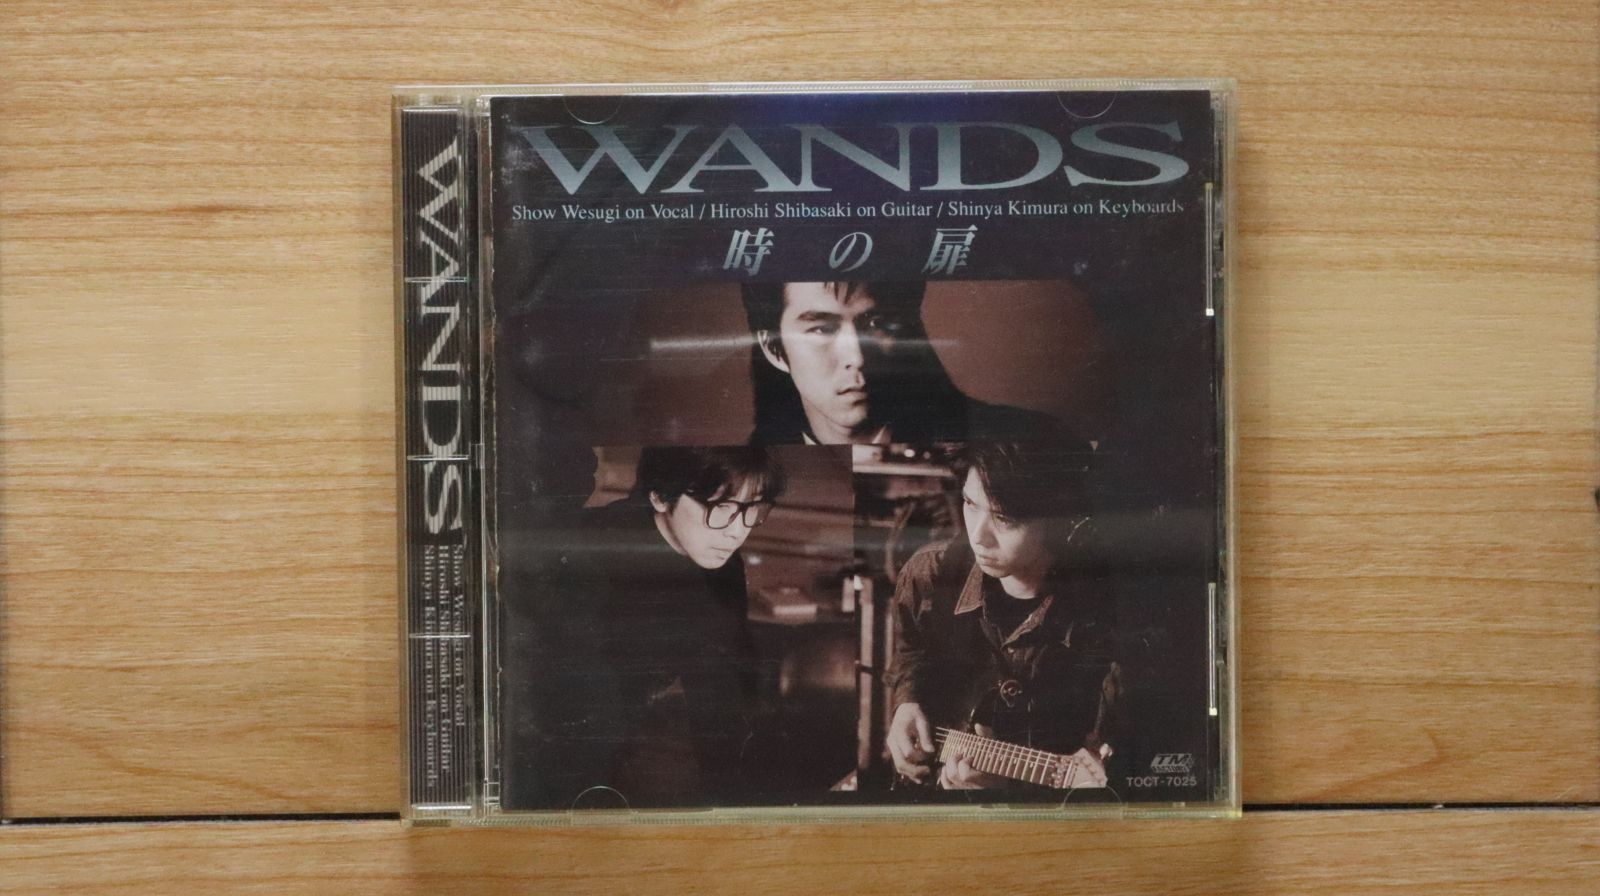 WANDS
Show Wesugi on Vocal / Hiroshi Shibasaki on Guitar / Shinya Kimura on Keyboards
時の扉
TM
TOCT-7025
WANDS
Show Wesugi on Vocal
Hiroshi Shibasaki on Guitar
Shinya Kimura on Keyboards